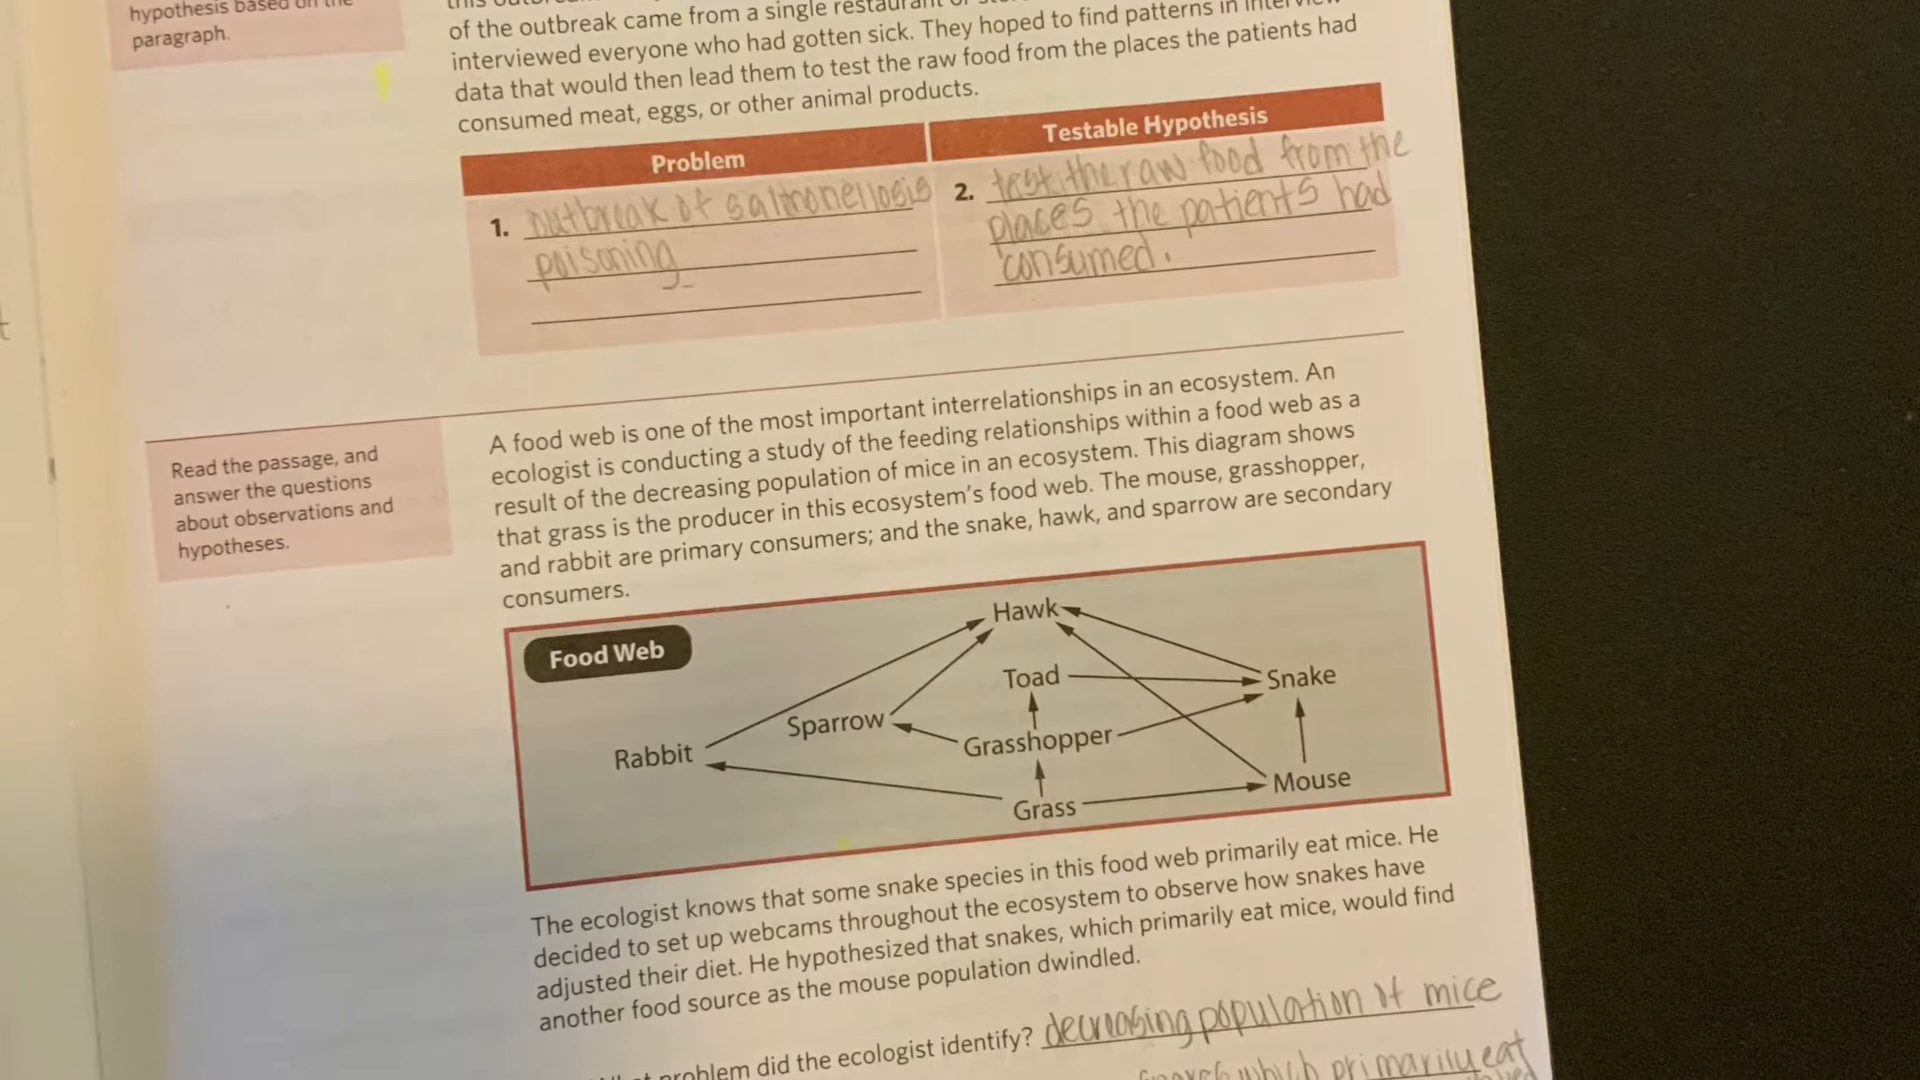 hypothesis based on the
paragraph.
of the outbreak came from a single restaurant or
interviewed everyone who had gotten sick. They hoped to find patterns in interview
data that would then lead them to test the raw food from the places the patients had
consumed meat, eggs, or other animal products.
Problem
Testable Hypothesis
1. outbreak of salmonellosis
poisoning
2. test the raw food from the
places the patients had
consumed.
Read the passage, and
answer the questions
about observations and
hypotheses.
A food web is one of the most important interrelationships in an ecosystem. An
ecologist is conducting a study of the feeding relationships within a food web as a
result of the decreasing population of mice in an ecosystem. This diagram shows
that grass is the producer in this ecosystem's food web. The mouse, grasshopper,
and rabbit are primary consumers; and the snake, hawk, and sparrow are secondary
consumers.
Food Web
Hawk
Toad
Snake
Sparrow
Grasshopper
Rabbit
Mouse
Grass
The ecologist knows that some snake species in this food web primarily eat mice. He
decided to set up webcams throughout the ecosystem to observe how snakes have
adjusted their diet. He hypothesized that snakes, which primarily eat mice, would find
another food source as the mouse population dwindled.
problem did the ecologist identify? decreasing population of mice
which primarily eat